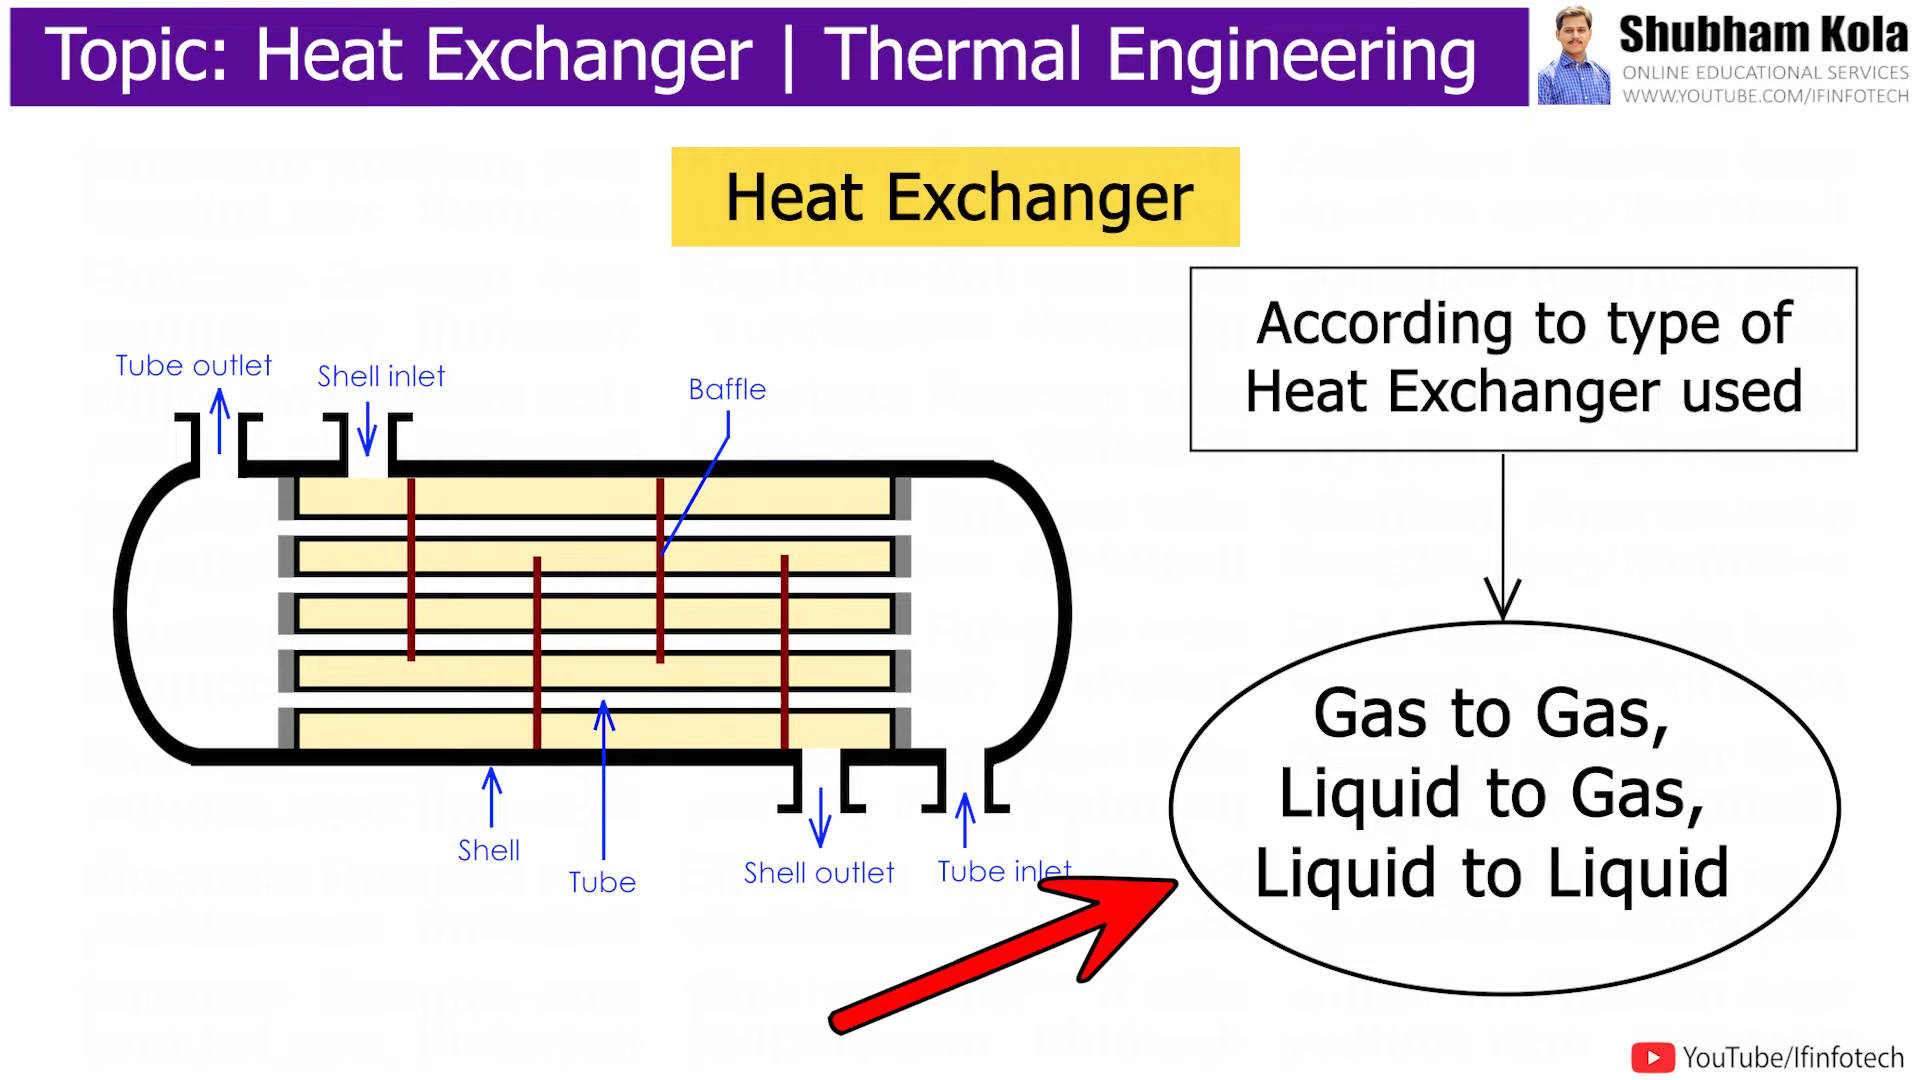 Topic: Heat Exchanger | Thermal Engineering
Shubham Kola
ONLINE EDUCATIONAL SERVICES
WWW.YOUTUBE.COM/IFINFOTECH
Heat Exchanger
According to type of
Heat Exchanger used
Tube outlet
Shell inlet
Baffle
Gas to Gas,
Liquid to Gas,
Liquid to Liquid
Shell
Tube
Shell outlet
Tube inlet
YouTube/Ifinfotech